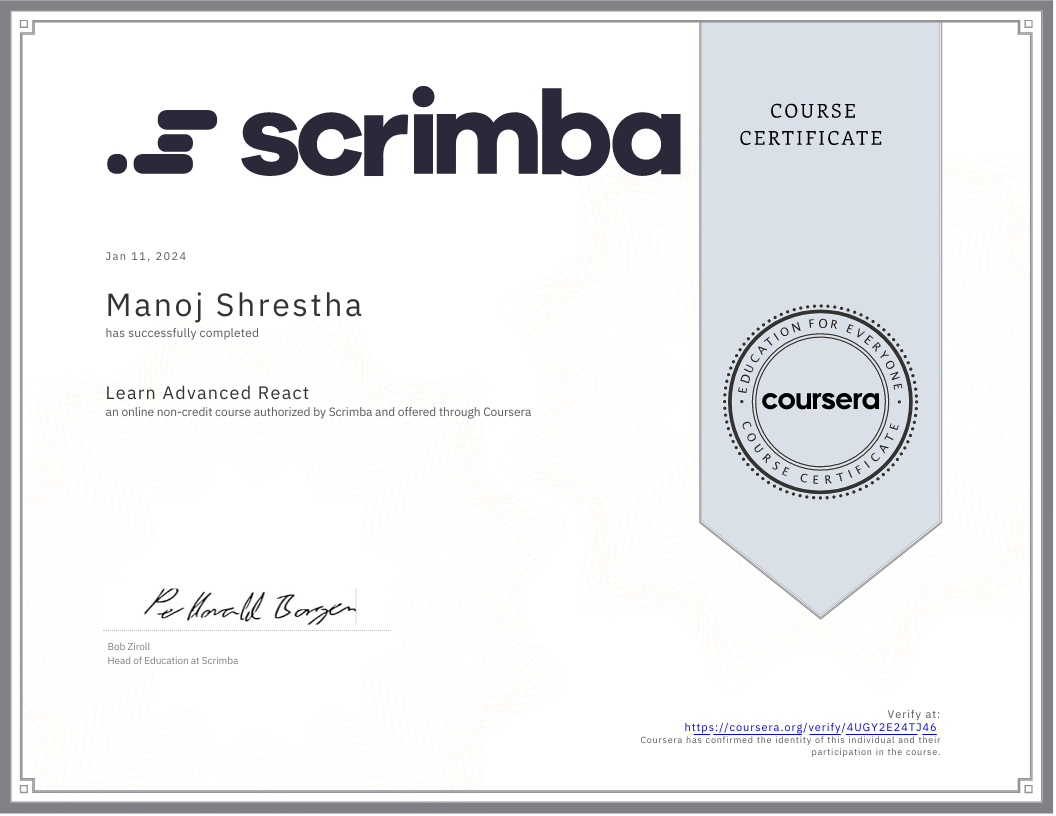 scrimba
COURSE
CERTIFICATE
Jan 11, 2024
Manoj Shrestha
has successfully completed
Learn Advanced React
an online non-credit course authorized by Scrimba and offered through Coursera
EDUCATION FOR EVERYONE
coursera
COURSE CERTIFICATE
Per Harald Borgen
Bob Ziroll
Head of Education at Scrimba
Verify at:
https://coursera.org/verify/4UGY2E24TJ46
Coursera has confirmed the identity of this individual and their
participation in the course.